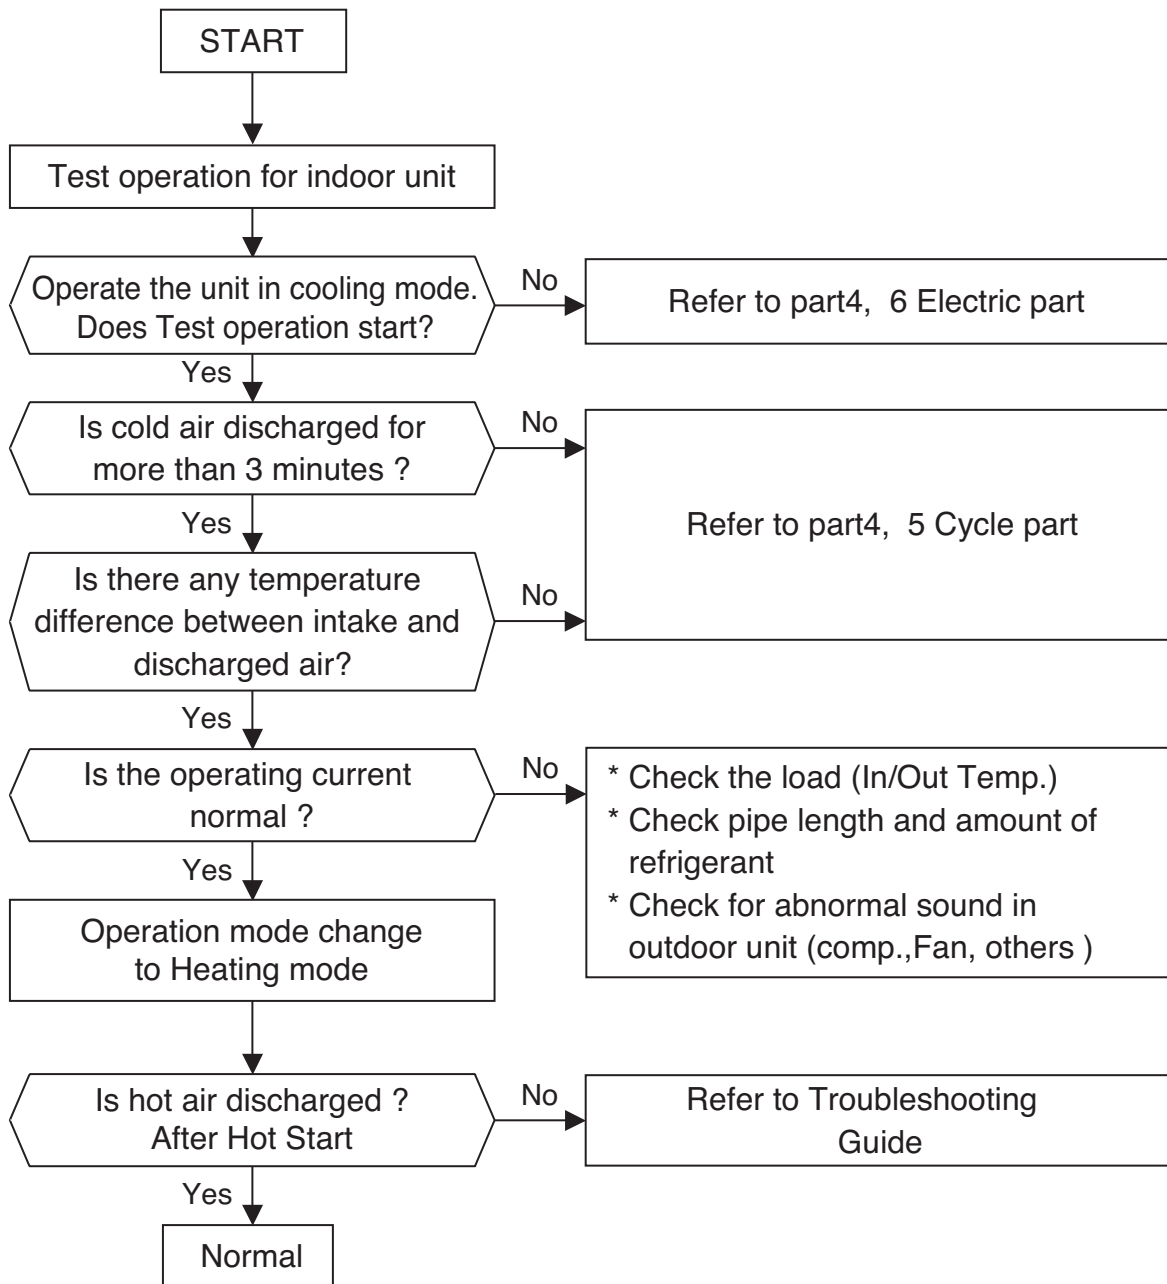 START
Test operation for indoor unit
Operate the unit in cooling mode.
Does Test operation start?
No
Refer to part4, 6 Electric part
Yes
Is cold air discharged for
more than 3 minutes ?
No
Refer to part4, 5 Cycle part
Yes
Is there any temperature
difference between intake and
discharged air?
No
Yes
Is the operating current
normal ?
No
* Check the load (In/Out Temp.)
* Check pipe length and amount of
refrigerant
* Check for abnormal sound in
outdoor unit (comp.,Fan, others )
Yes
Operation mode change
to Heating mode
Is hot air discharged ?
After Hot Start
No
Refer to Troubleshooting
Guide
Yes
Normal